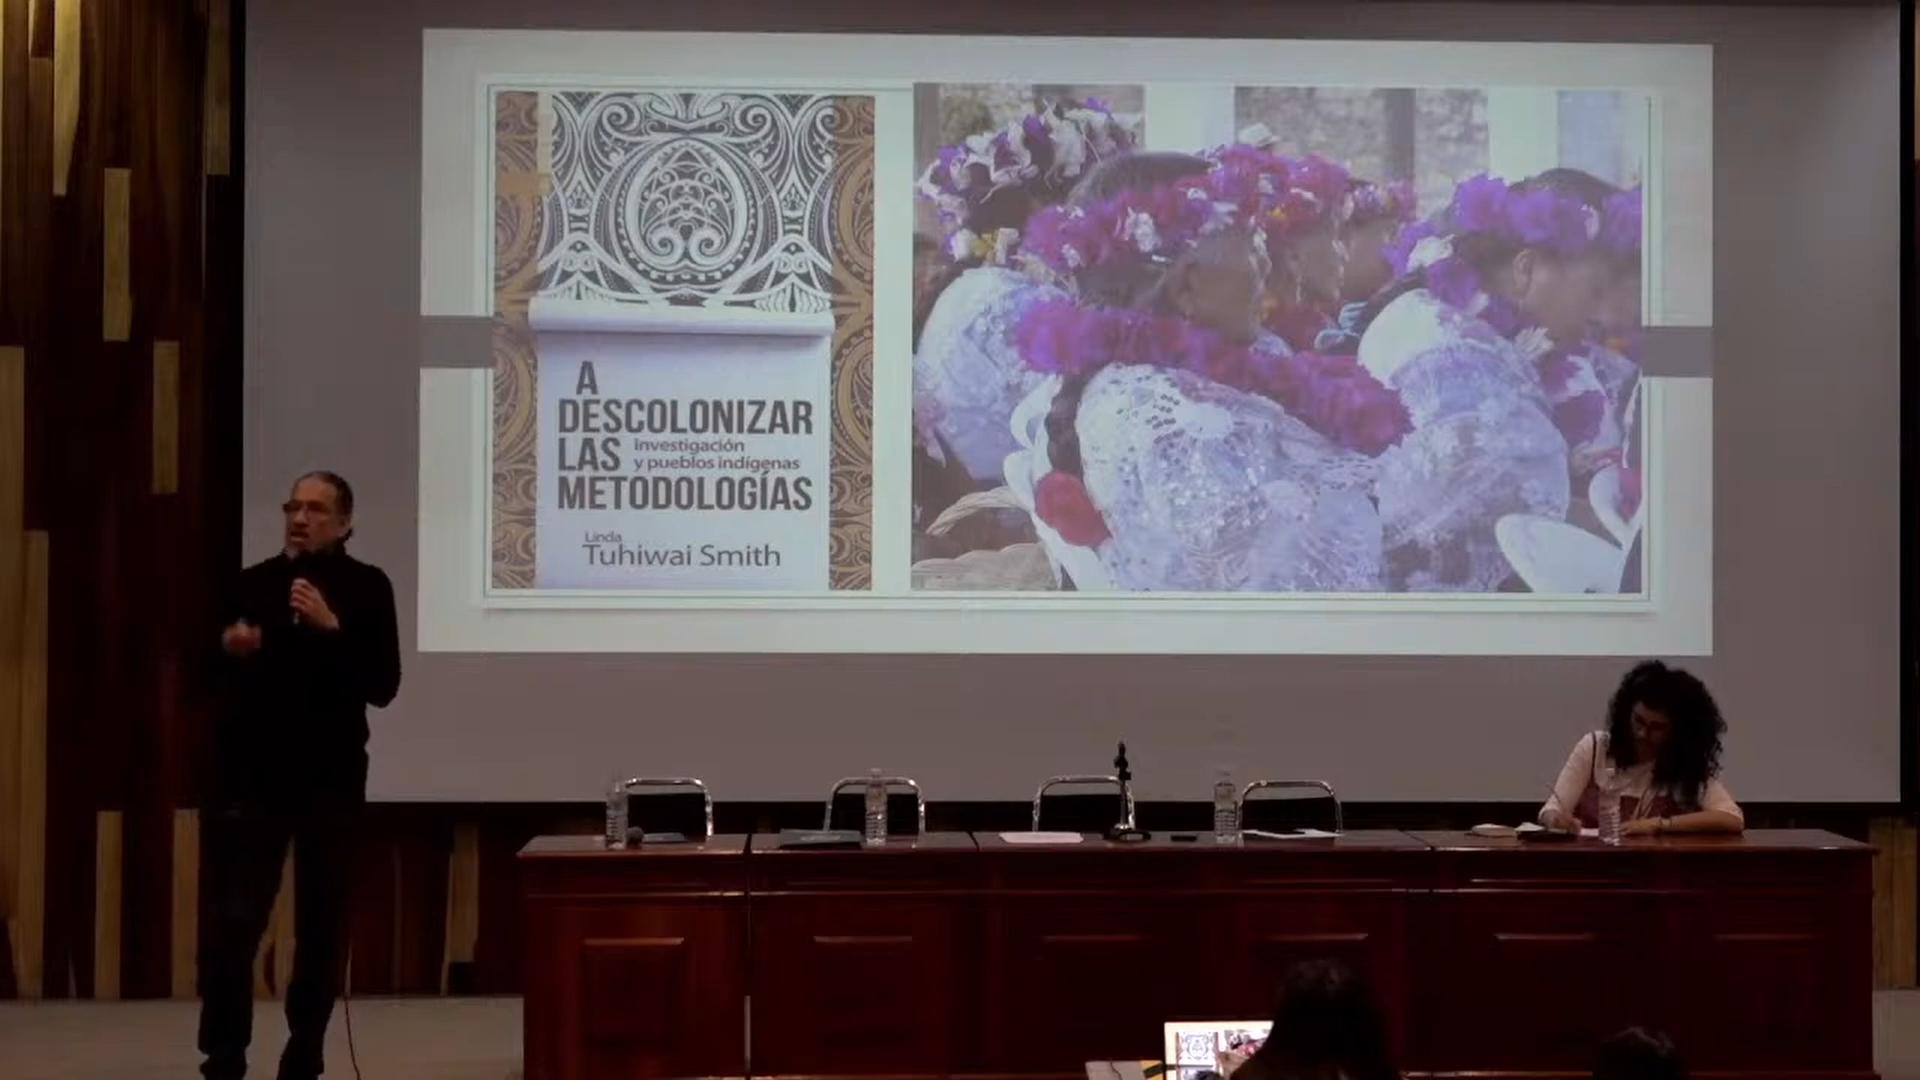 A
DESCOLONIZAR
LAS Investigación
y pueblos indígenas
METODOLOGÍAS
Linda
Tuhiwai Smith